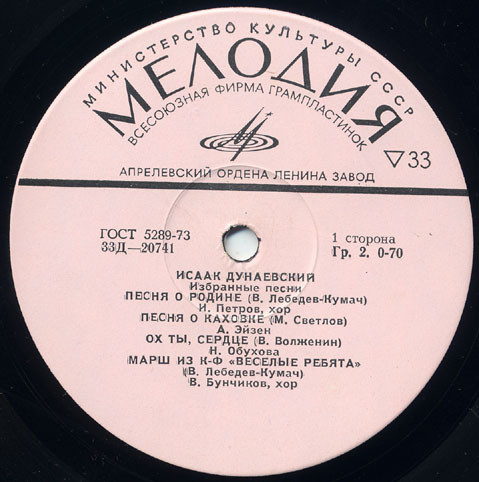 МИНИСТЕРСТВО КУЛЬТУРЫ СССР
МЕЛОДИЯ
ВСЕСОЮЗНАЯ ФИРМА ГРАМПЛАСТИНОК
▽33
АПРЕЛЕВСКИЙ ОРДЕНА ЛЕНИНА ЗАВОД
ГОСТ 5289-73
33Д—20741
1 сторона
Гр. 2. 0-70
ИСААК ДУНАЕВСКИЙ
Избранные песни
ПЕСНЯ О РОДИНЕ (В. Лебедев-Кумач)
И. Петров, хор
ПЕСНЯ О КАХОВКЕ (М. Светлов)
А. Эйзен
ОХ ТЫ, СЕРДЦЕ (В. Волженин)
Н. Обухова
МАРШ ИЗ К-Ф «ВЕСЕЛЫЕ РЕБЯТА»
(В. Лебедев-Кумач)
В. Бунчиков, хор